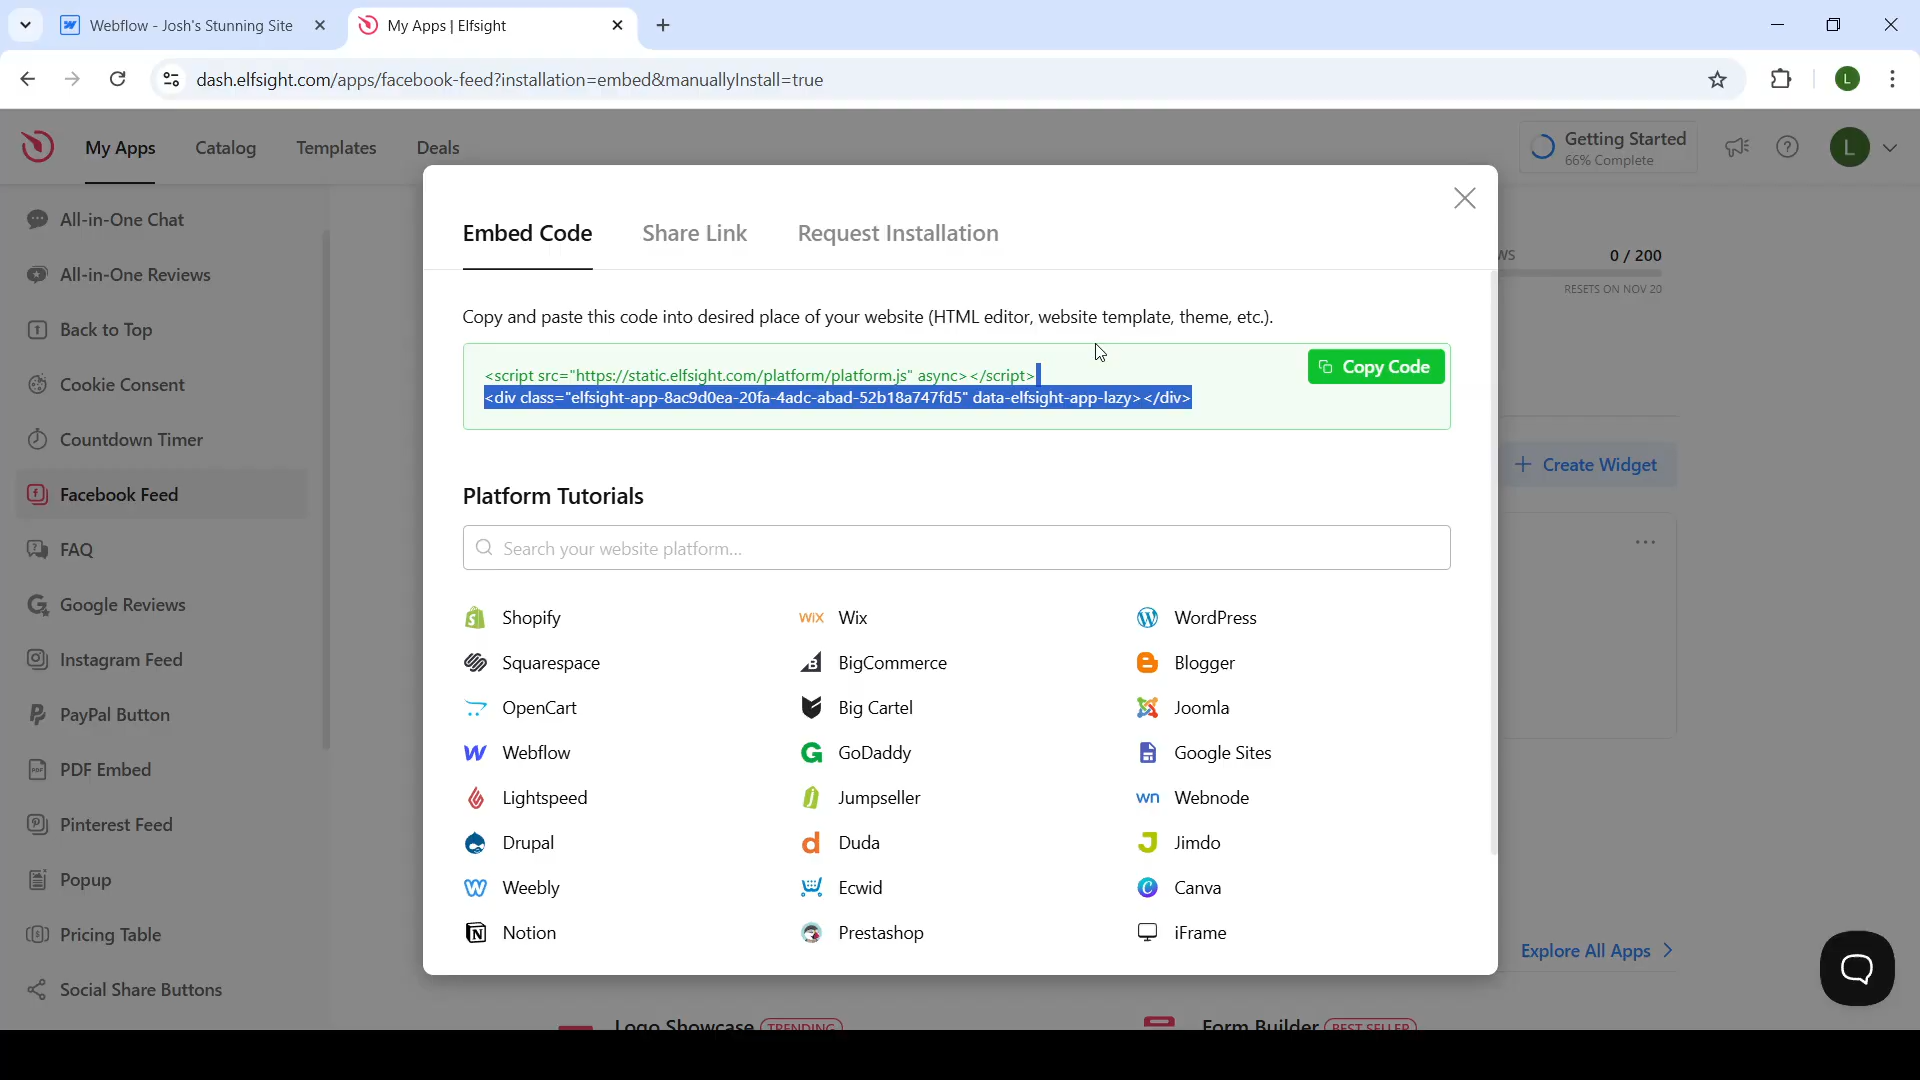 Webflow - Josh's Stunning Site
My Apps | Elfsight
dash.elfsight.com/apps/facebook-feed?installation=embed&manuallyInstall=true
L
My Apps
Catalog
Templates
Deals
Getting Started
66% Complete
L
All-in-One Chat
All-in-One Reviews
Back to Top
Cookie Consent
Countdown Timer
Facebook Feed
FAQ
Google Reviews
Instagram Feed
PayPal Button
PDF Embed
Pinterest Feed
Popup
Pricing Table
Social Share Buttons
Embed Code
Share Link
Request Installation
Copy and paste this code into desired place of your website (HTML editor, website template, theme, etc.).
<script src="https://static.elfsight.com/platform/platform.js" async></script>
<div class="elfsight-app-8ac9d0ea-20fa-4adc-abad-52b18a747fd5" data-elfsight-app-lazy></div>
Copy Code
Platform Tutorials
Search your website platform...
Shopify
Wix
WordPress
Squarespace
BigCommerce
Blogger
OpenCart
Big Cartel
Joomla
Webflow
GoDaddy
Google Sites
Lightspeed
Jumpseller
Webnode
Drupal
Duda
Jimdo
Weebly
Ecwid
Canva
Notion
Prestashop
iFrame
WS
0 / 200
RESETS ON NOV 20
Create Widget
Explore All Apps
Logo Showcase
TRENDING
Form Builder
BEST SELLER